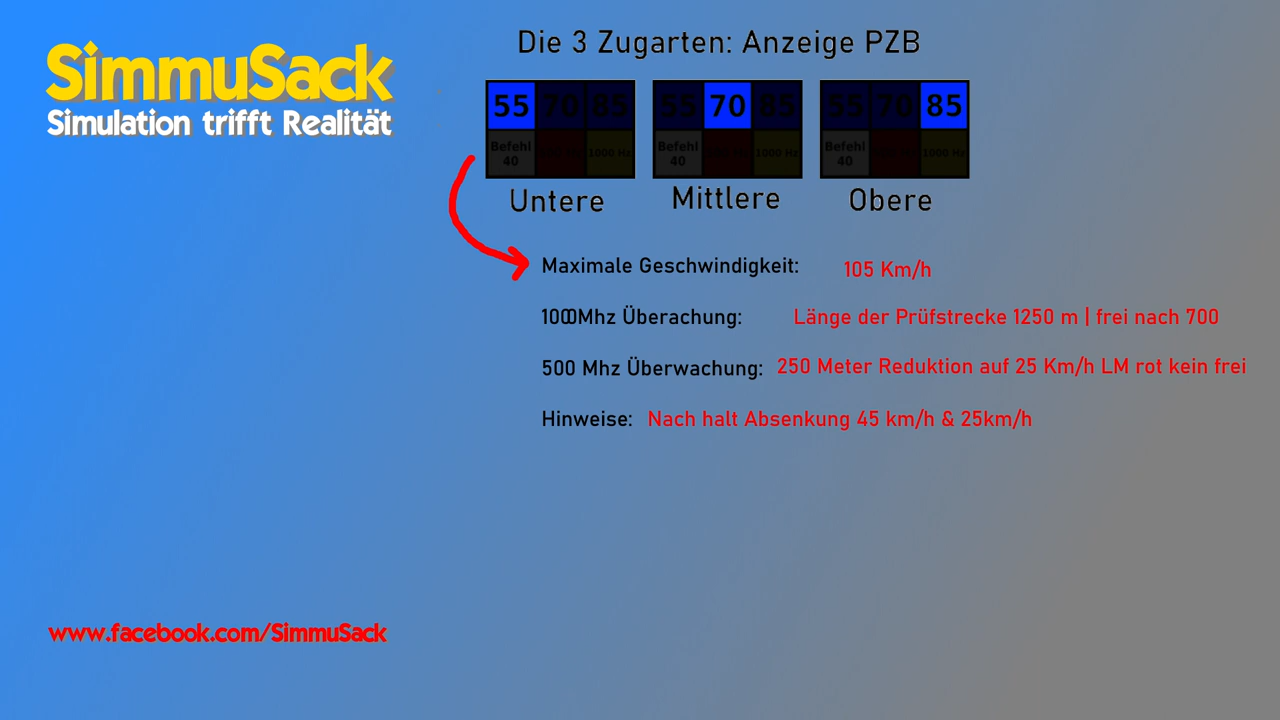 SimmuSack
Simulation trifft Realität
Die 3 Zugarten: Anzeige PZB
55 70 85
Befehl 40 1000 Hz
55 70 85
Befehl 40 1000 Hz
55 70 85
Befehl 40 1000 Hz
Untere Mittlere Obere
Maximale Geschwindigkeit: 105 Km/h
1000Mhz Überachung: Länge der Prüfstrecke 1250 m | frei nach 700
500 Mhz Überwachung: 250 Meter Reduktion auf 25 Km/h LM rot kein frei
Hinweise: Nach halt Absenkung 45 km/h & 25km/h
www.facebook.com/SimmuSack